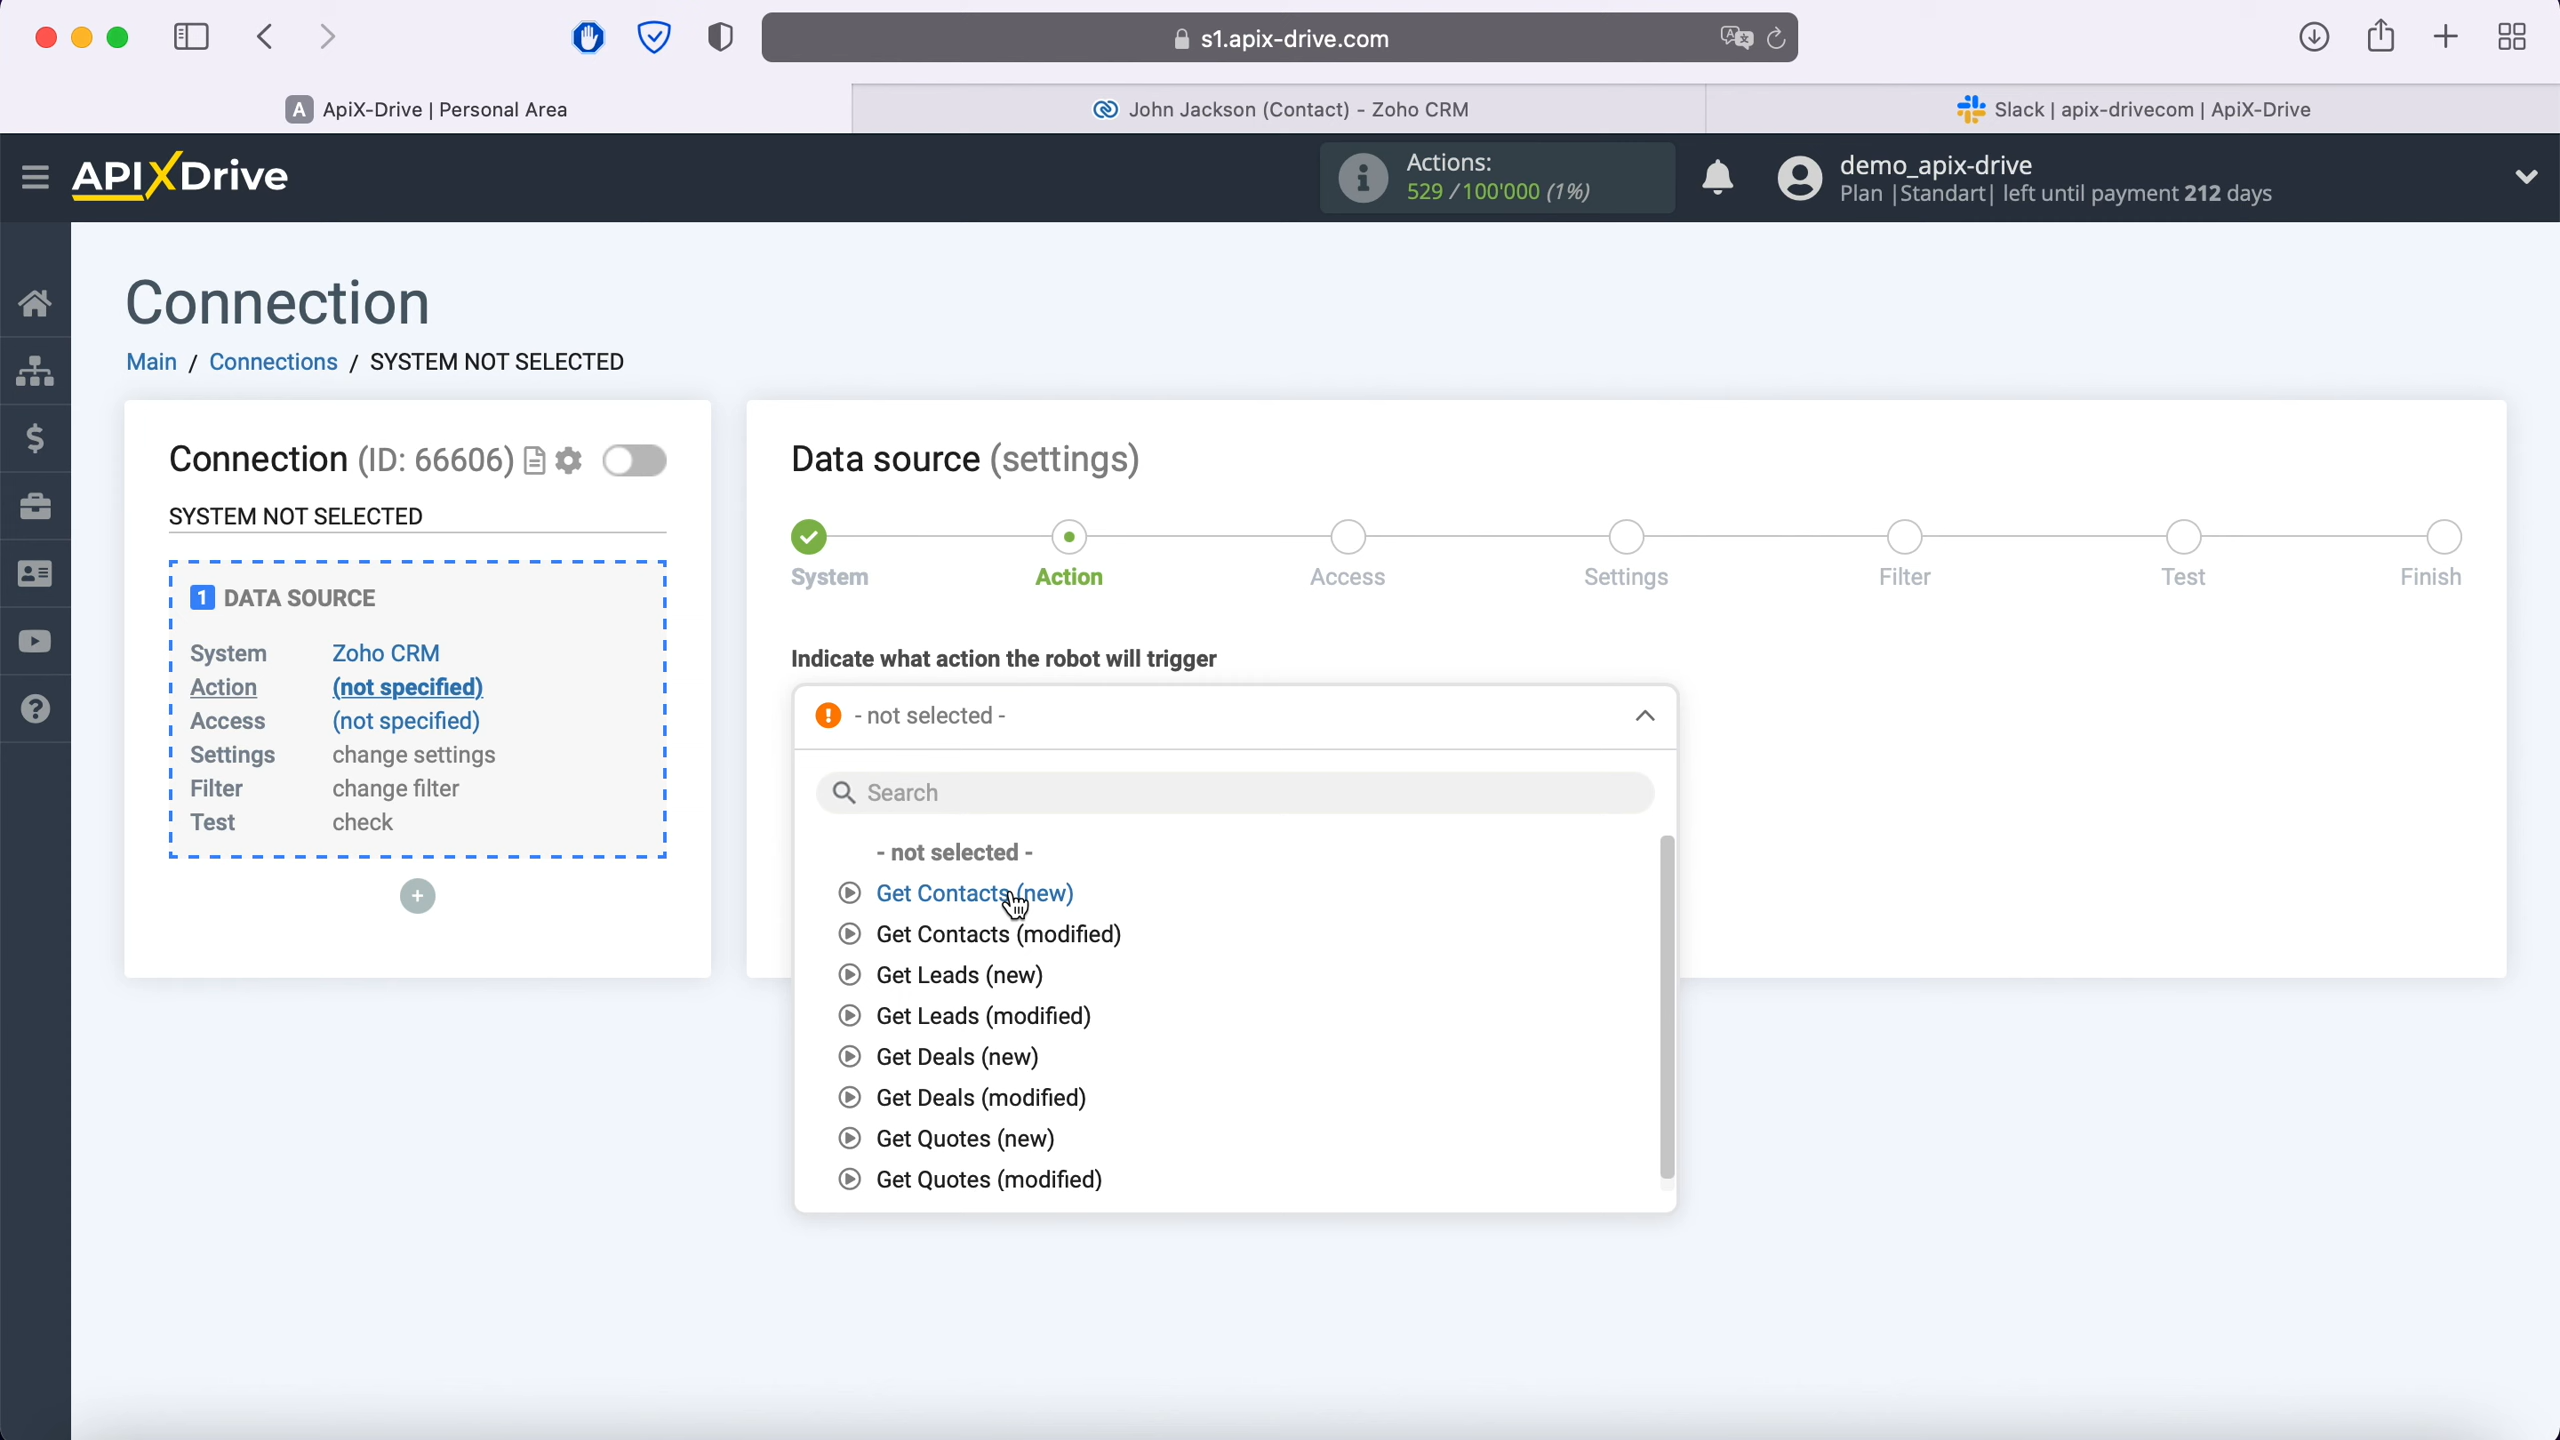 s1.apix-drive.com
A ApiX-Drive | Personal Area
John Jackson (Contact) - Zoho CRM
Slack | apix-drivecom | ApiX-Drive
APIXDrive
Actions:
529 / 100'000 (1%)
demo_apix-drive
Plan |Standart| left until payment 212 days
Connection
Main / Connections / SYSTEM NOT SELECTED
Connection (ID: 66606)
SYSTEM NOT SELECTED
1 DATA SOURCE
System Zoho CRM
Action (not specified)
Access (not specified)
Settings change settings
Filter change filter
Test check
+
Data source (settings)
System
Action
Access
Settings
Filter
Test
Finish
Indicate what action the robot will trigger
- not selected -
Search
- not selected -
Get Contacts (new)
Get Contacts (modified)
Get Leads (new)
Get Leads (modified)
Get Deals (new)
Get Deals (modified)
Get Quotes (new)
Get Quotes (modified)